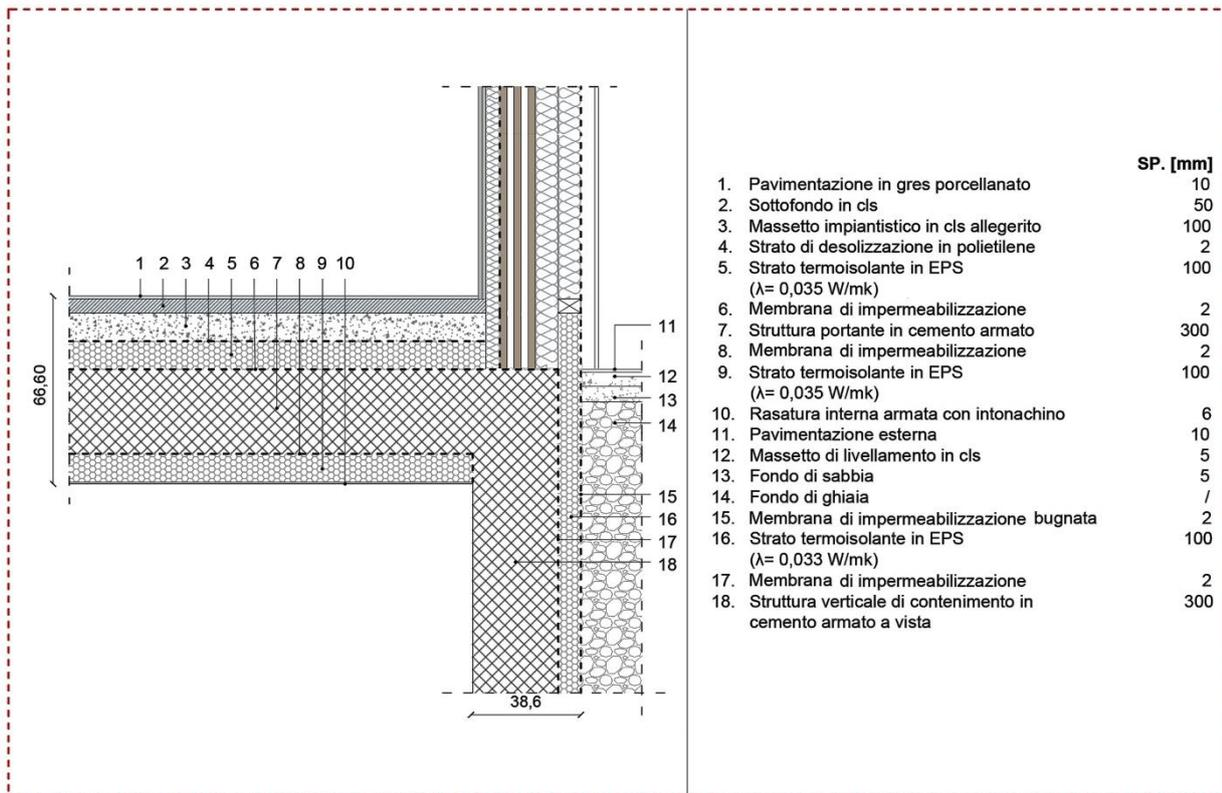 SP. [mm]
1. Pavimentazione in gres porcellanato 10
2. Sottofondo in cls 50
3. Massetto impiantistico in cls allegerito 100
4. Strato di desolizzazione in polietilene 2
5. Strato termoisolante in EPS 100
(λ= 0,035 W/mk)
6. Membrana di impermeabilizzazione 2
7. Struttura portante in cemento armato 300
8. Membrana di impermeabilizzazione 2
9. Strato termoisolante in EPS 100
(λ= 0,035 W/mk)
10. Rasatura interna armata con intonachino 6
11. Pavimentazione esterna 10
12. Massetto di livellamento in cls 5
13. Fondo di sabbia 5
14. Fondo di ghiaia /
15. Membrana di impermeabilizzazione bugnata 2
16. Strato termoisolante in EPS 100
(λ= 0,033 W/mk)
17. Membrana di impermeabilizzazione 2
18. Struttura verticale di contenimento in 300
cemento armato a vista
1 2 3 4 5 6 7 8 9 10
66,60
11
12
13
14
15
16
17
18
38,6